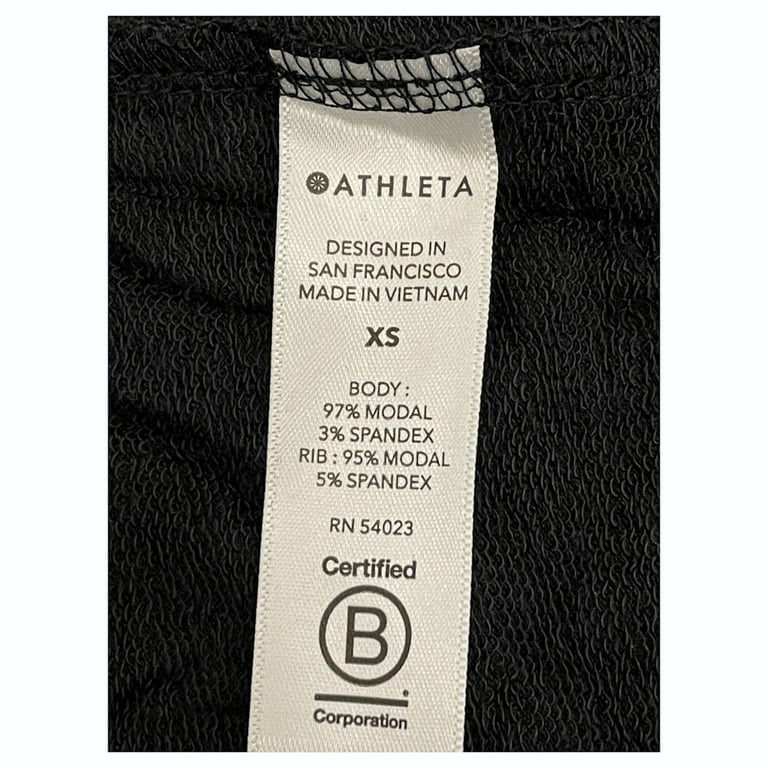 ATHLETA
DESIGNED IN
SAN FRANCISCO
MADE IN VIETNAM
XS
BODY :
97% MODAL
3% SPANDEX
RIB : 95% MODAL
5% SPANDEX
RN 54023
Certified
B
Corporation